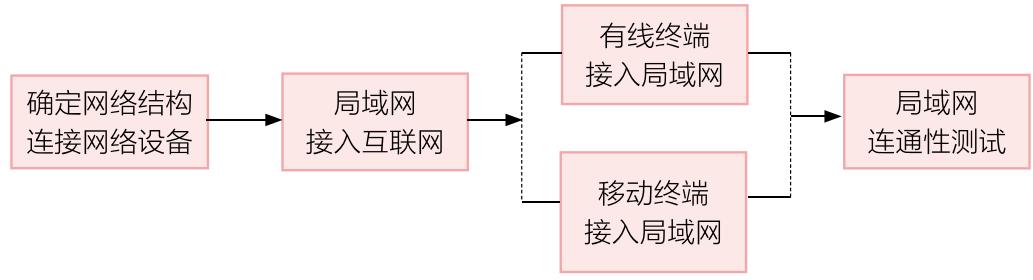 确定网络结构
连接网络设备
局域网
接入互联网
有线终端
接入局域网
移动终端
接入局域网
局域网
连通性测试